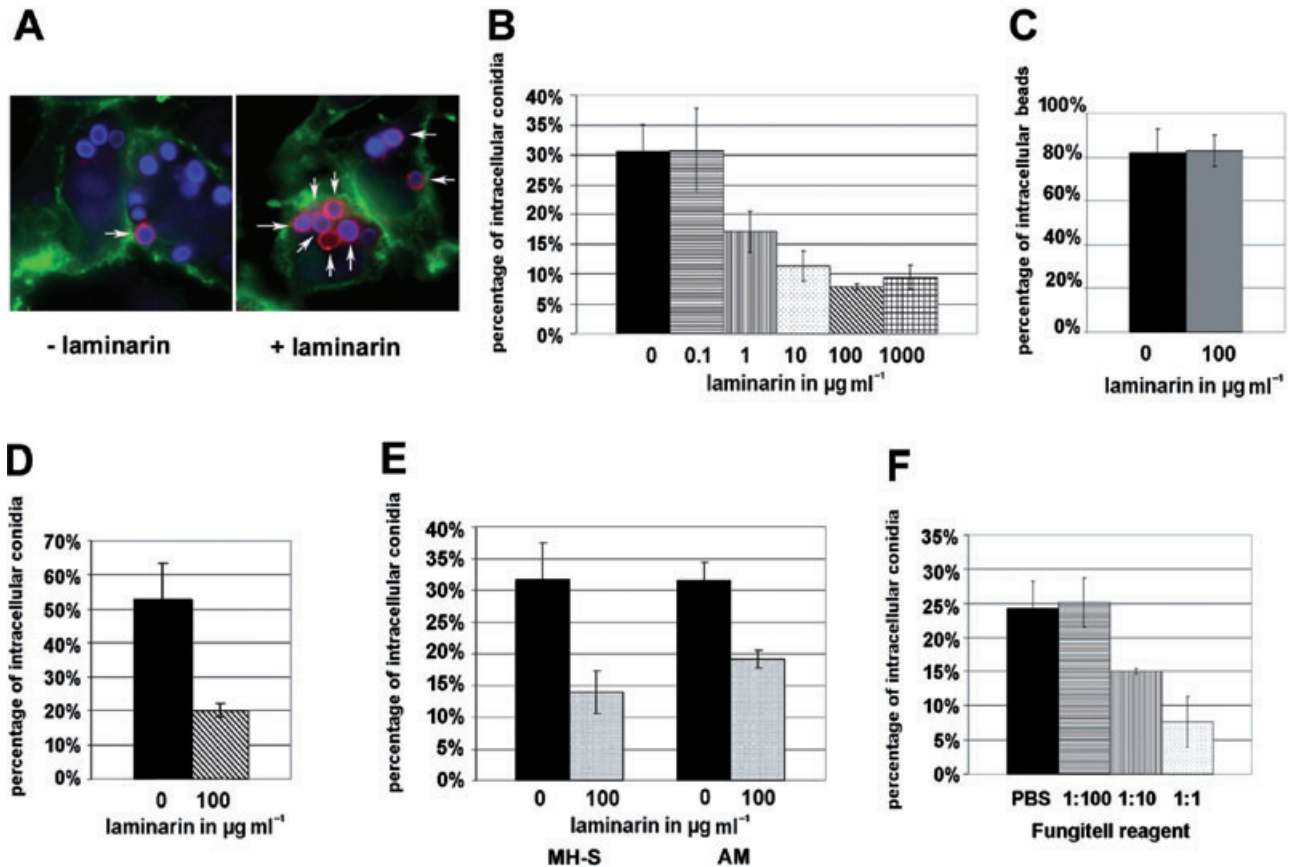 A
- laminarin
+ laminarin
B
percentage of intracellular conidia
40%
35%
30%
25%
20%
15%
10%
5%
0%
0 0.1 1 10 100 1000
laminarin in µg ml⁻¹
C
percentage of intracellular beads
100%
80%
60%
40%
20%
0%
0 100
laminarin in µg ml⁻¹
D
percentage of intracellular conidia
70%
60%
50%
40%
30%
20%
10%
0%
0 100
laminarin in µg ml⁻¹
E
percentage of intracellular conidia
40%
35%
30%
25%
20%
15%
10%
5%
0%
0 100 0 100
laminarin in µg ml⁻¹
MH-S AM
F
percentage of intracellular conidia
35%
30%
25%
20%
15%
10%
5%
0%
PBS 1:100 1:10 1:1
Fungitell reagent